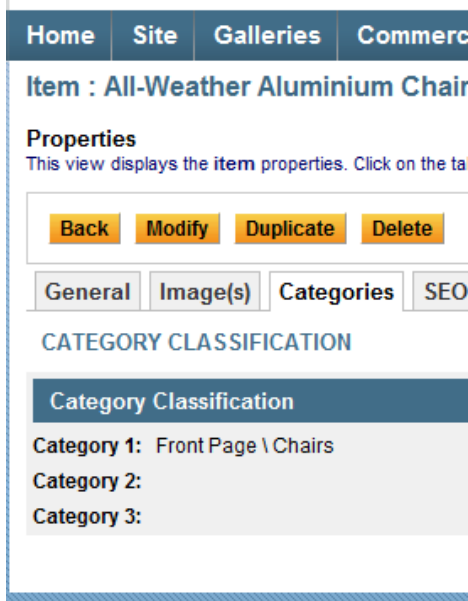 Home Site Galleries Commerc
Item : All-Weather Aluminium Chair
Properties
This view displays the item properties. Click on the ta
Back Modify Duplicate Delete
General Image(s) Categories SEO
CATEGORY CLASSIFICATION
Category Classification
Category 1: Front Page \ Chairs
Category 2:
Category 3: